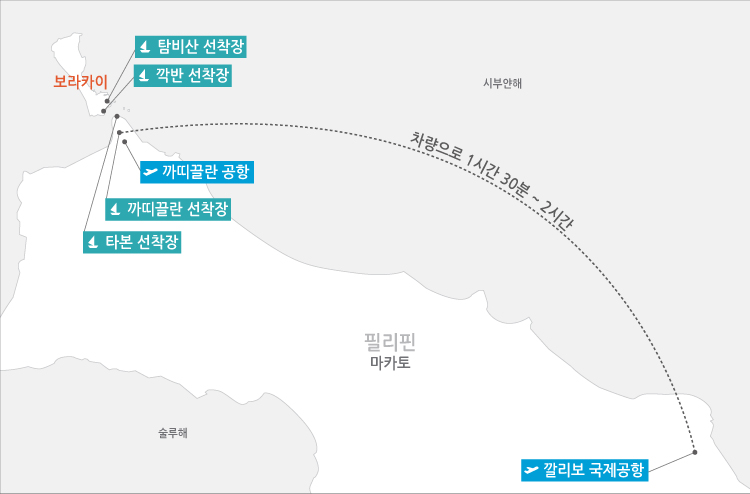 탐비산 선착장
깍반 선착장
보라카이
시부얀해
차량으로 1시간 30분 ~ 2시간
까띠끌란 공항
까띠끌란 선착장
타본 선착장
필리핀
마카토
술루해
깔리보 국제공항